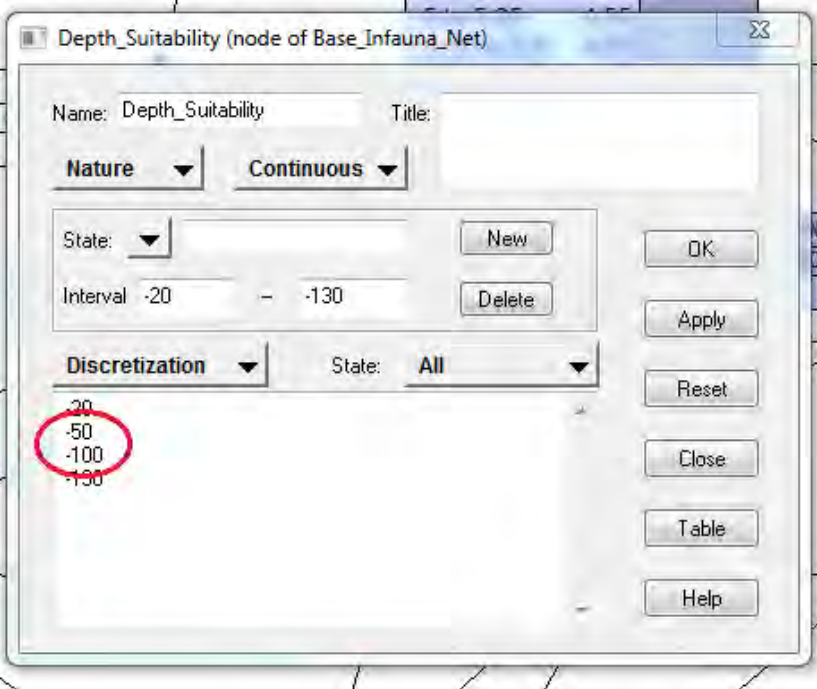 Depth_Suitability (node of Base_Infauna_Net)
Name: Depth_Suitability Title:
Nature Continuous
State: New
OK
Interval -20 – -130 Delete
Apply
Discretization State: All
Reset
-20
-50
-100
-130
Close
Table
Help